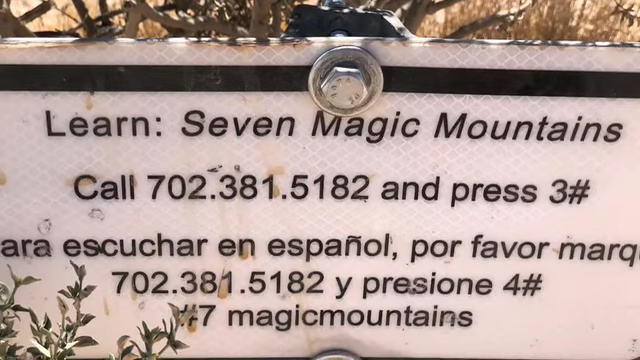 Learn: Seven Magic Mountains
Call 702.381.5182 and press 3#
ara escuchar en español, por favor marqu
702.381.5182 y presione 4#
#7 magicmountains